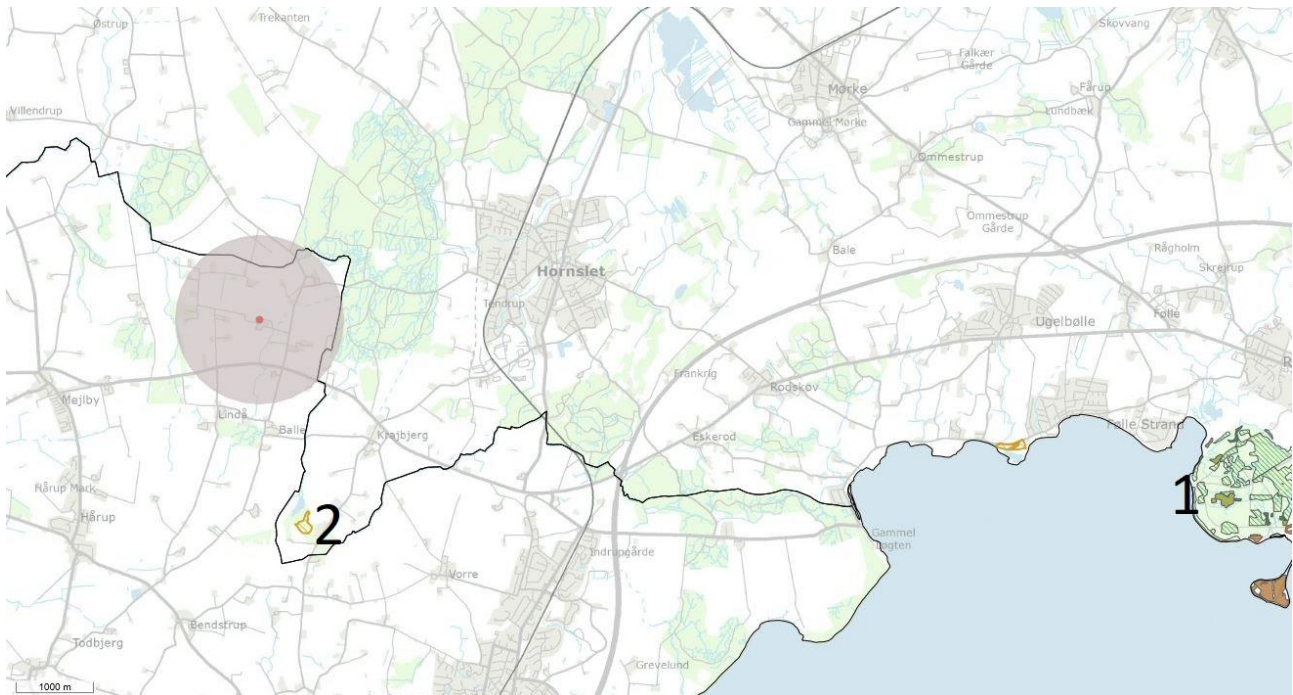 Trekanten
Østrup
Skovvang
Villendrup
Falkær
Gårde
Mørke
Fårup
Lundbæk
Gammel Mørke
Ommestrup
Ommestrup
Gårde
Bale
Rågholm
Skrejrup
Hornslet
Tendrup
Ugelbølle
Følle
R
Frankrig
Rodskov
Mejlby
Lindå
Balle
Krajbjerg
Eskerod
Følle Strand
Hårup Mark
1
Hårup
2
Gammel
Løgten
Indrupgårde
Vorre
Bendstrup
Todbjerg
Grevelund
1000 m